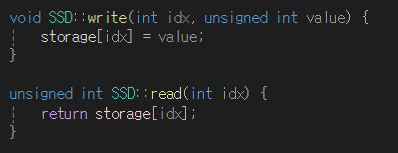 void SSD::write(int idx, unsigned int value) {
    storage[idx] = value;
}
unsigned int SSD::read(int idx) {
    return storage[idx];
}